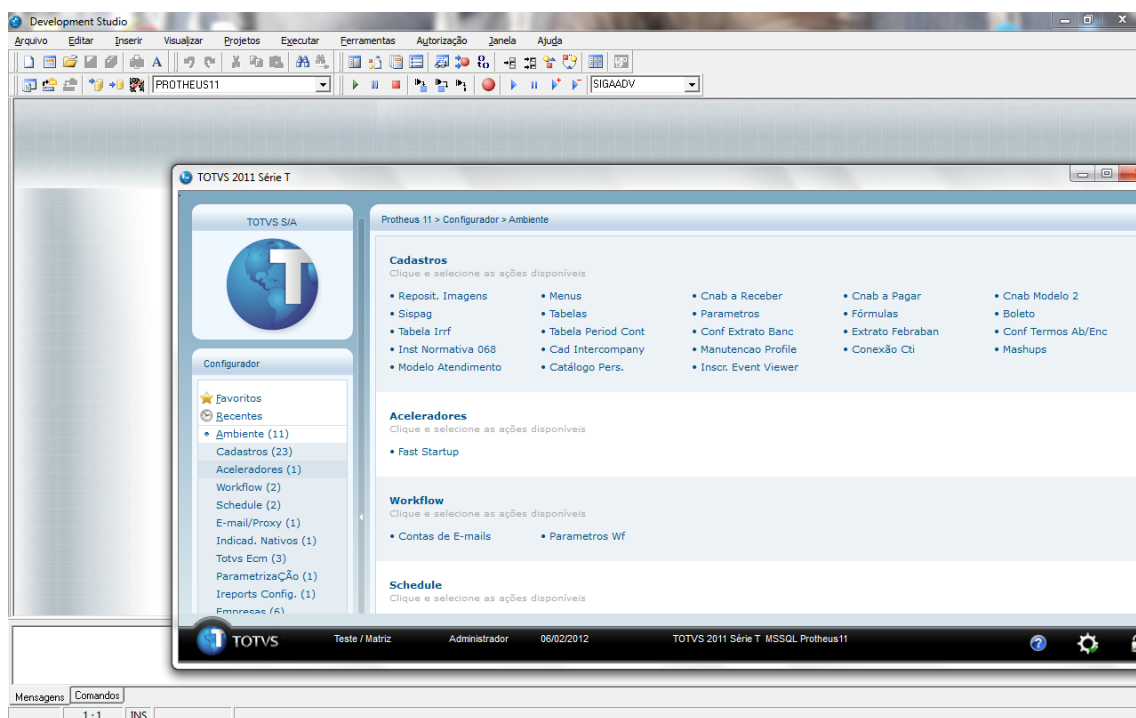 Development Studio
Arquivo Editar Inserir Visualizar Projetos Executar Ferramentas Autorização Janela Ajuda
PROTHEUS11 SIGAADV
TOTVS 2011 Série T
TOTVS S/A
Protheus 11 > Configurador > Ambiente
Cadastros
Clique e selecione as ações disponíveis
• Reposit. Imagens • Menus • Cnab a Receber • Cnab a Pagar • Cnab Modelo 2
• Sispag • Tabelas • Parametros • Fórmulas • Boleto
• Tabela Irrf • Tabela Period Cont • Conf Extrato Banc • Extrato Febraban • Conf Termos Ab/Enc
• Inst Normativa 068 • Cad Intercompany • Manutencao Profile • Conexão Cti • Mashups
• Modelo Atendimento • Catálogo Pers. • Inscr. Event Viewer
Configurador
Favoritos
Recentes
• Ambiente (11)
Cadastros (23)
Aceleradores (1)
Workflow (2)
Schedule (2)
E-mail/Proxy (1)
Indicad. Nativos (1)
Totvs Ecm (3)
ParametrizaÇÃo (1)
Ireports Config. (1)
Empresas (6)
Aceleradores
Clique e selecione as ações disponíveis
• Fast Startup
Workflow
Clique e selecione as ações disponíveis
• Contas de E-mails • Parametros Wf
Schedule
Clique e selecione as ações disponíveis
TOTVS Teste / Matriz Administrador 06/02/2012 TOTVS 2011 Série T MSSQL Protheus11
Mensagens Comandos
1 : 1 INS